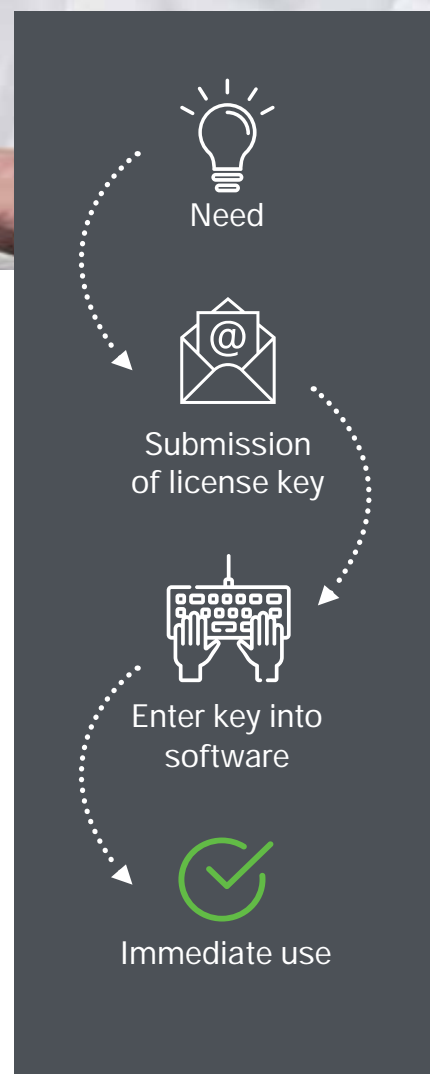 Need
@
Submission
of license key
Enter key into
software
Immediate use